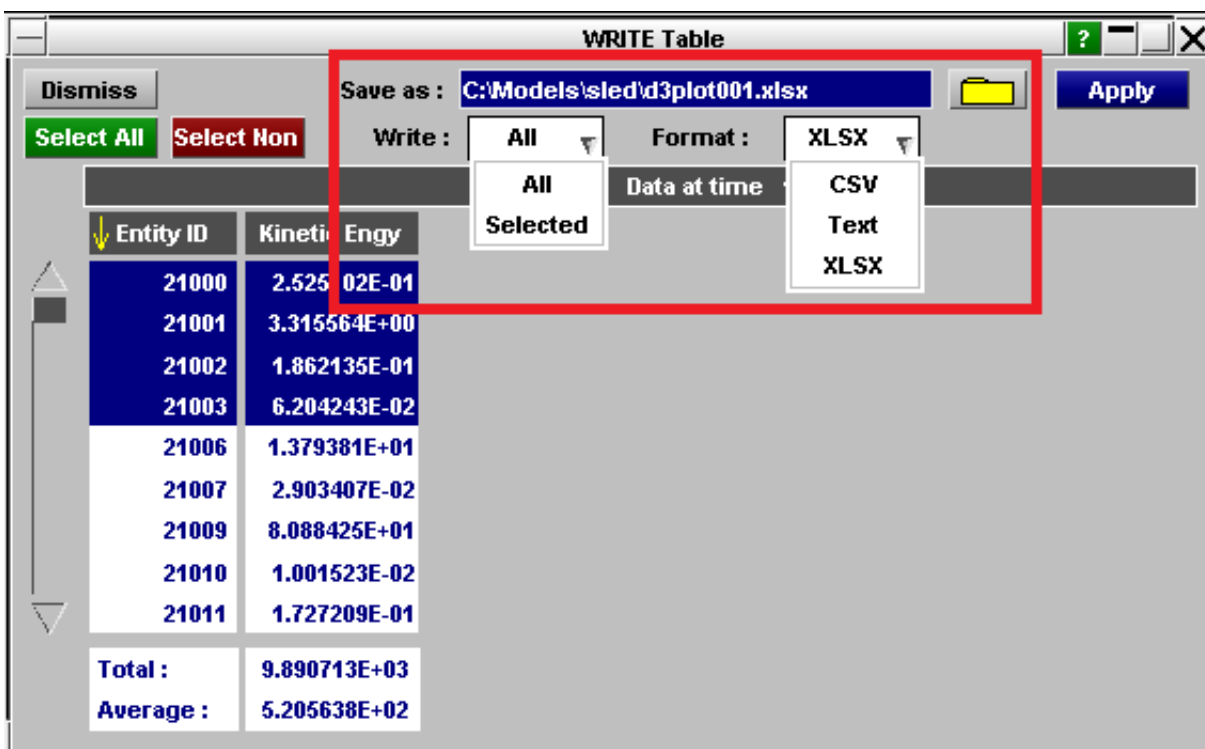 WRITE Table ?
Dismiss Save as : C:\Models\sled\d3plot001.xlsx Apply
Select All Select Non Write : All Format : XLSX
Data at time
All CSV
Selected Text
XLSX
Entity ID Kinetic Engy
21000 2.525 02E-01
21001 3.315564E+00
21002 1.862135E-01
21003 6.204243E-02
21006 1.379381E+01
21007 2.903407E-02
21009 8.088425E+01
21010 1.001523E-02
21011 1.727209E-01
Total : 9.890713E+03
Average : 5.205638E+02